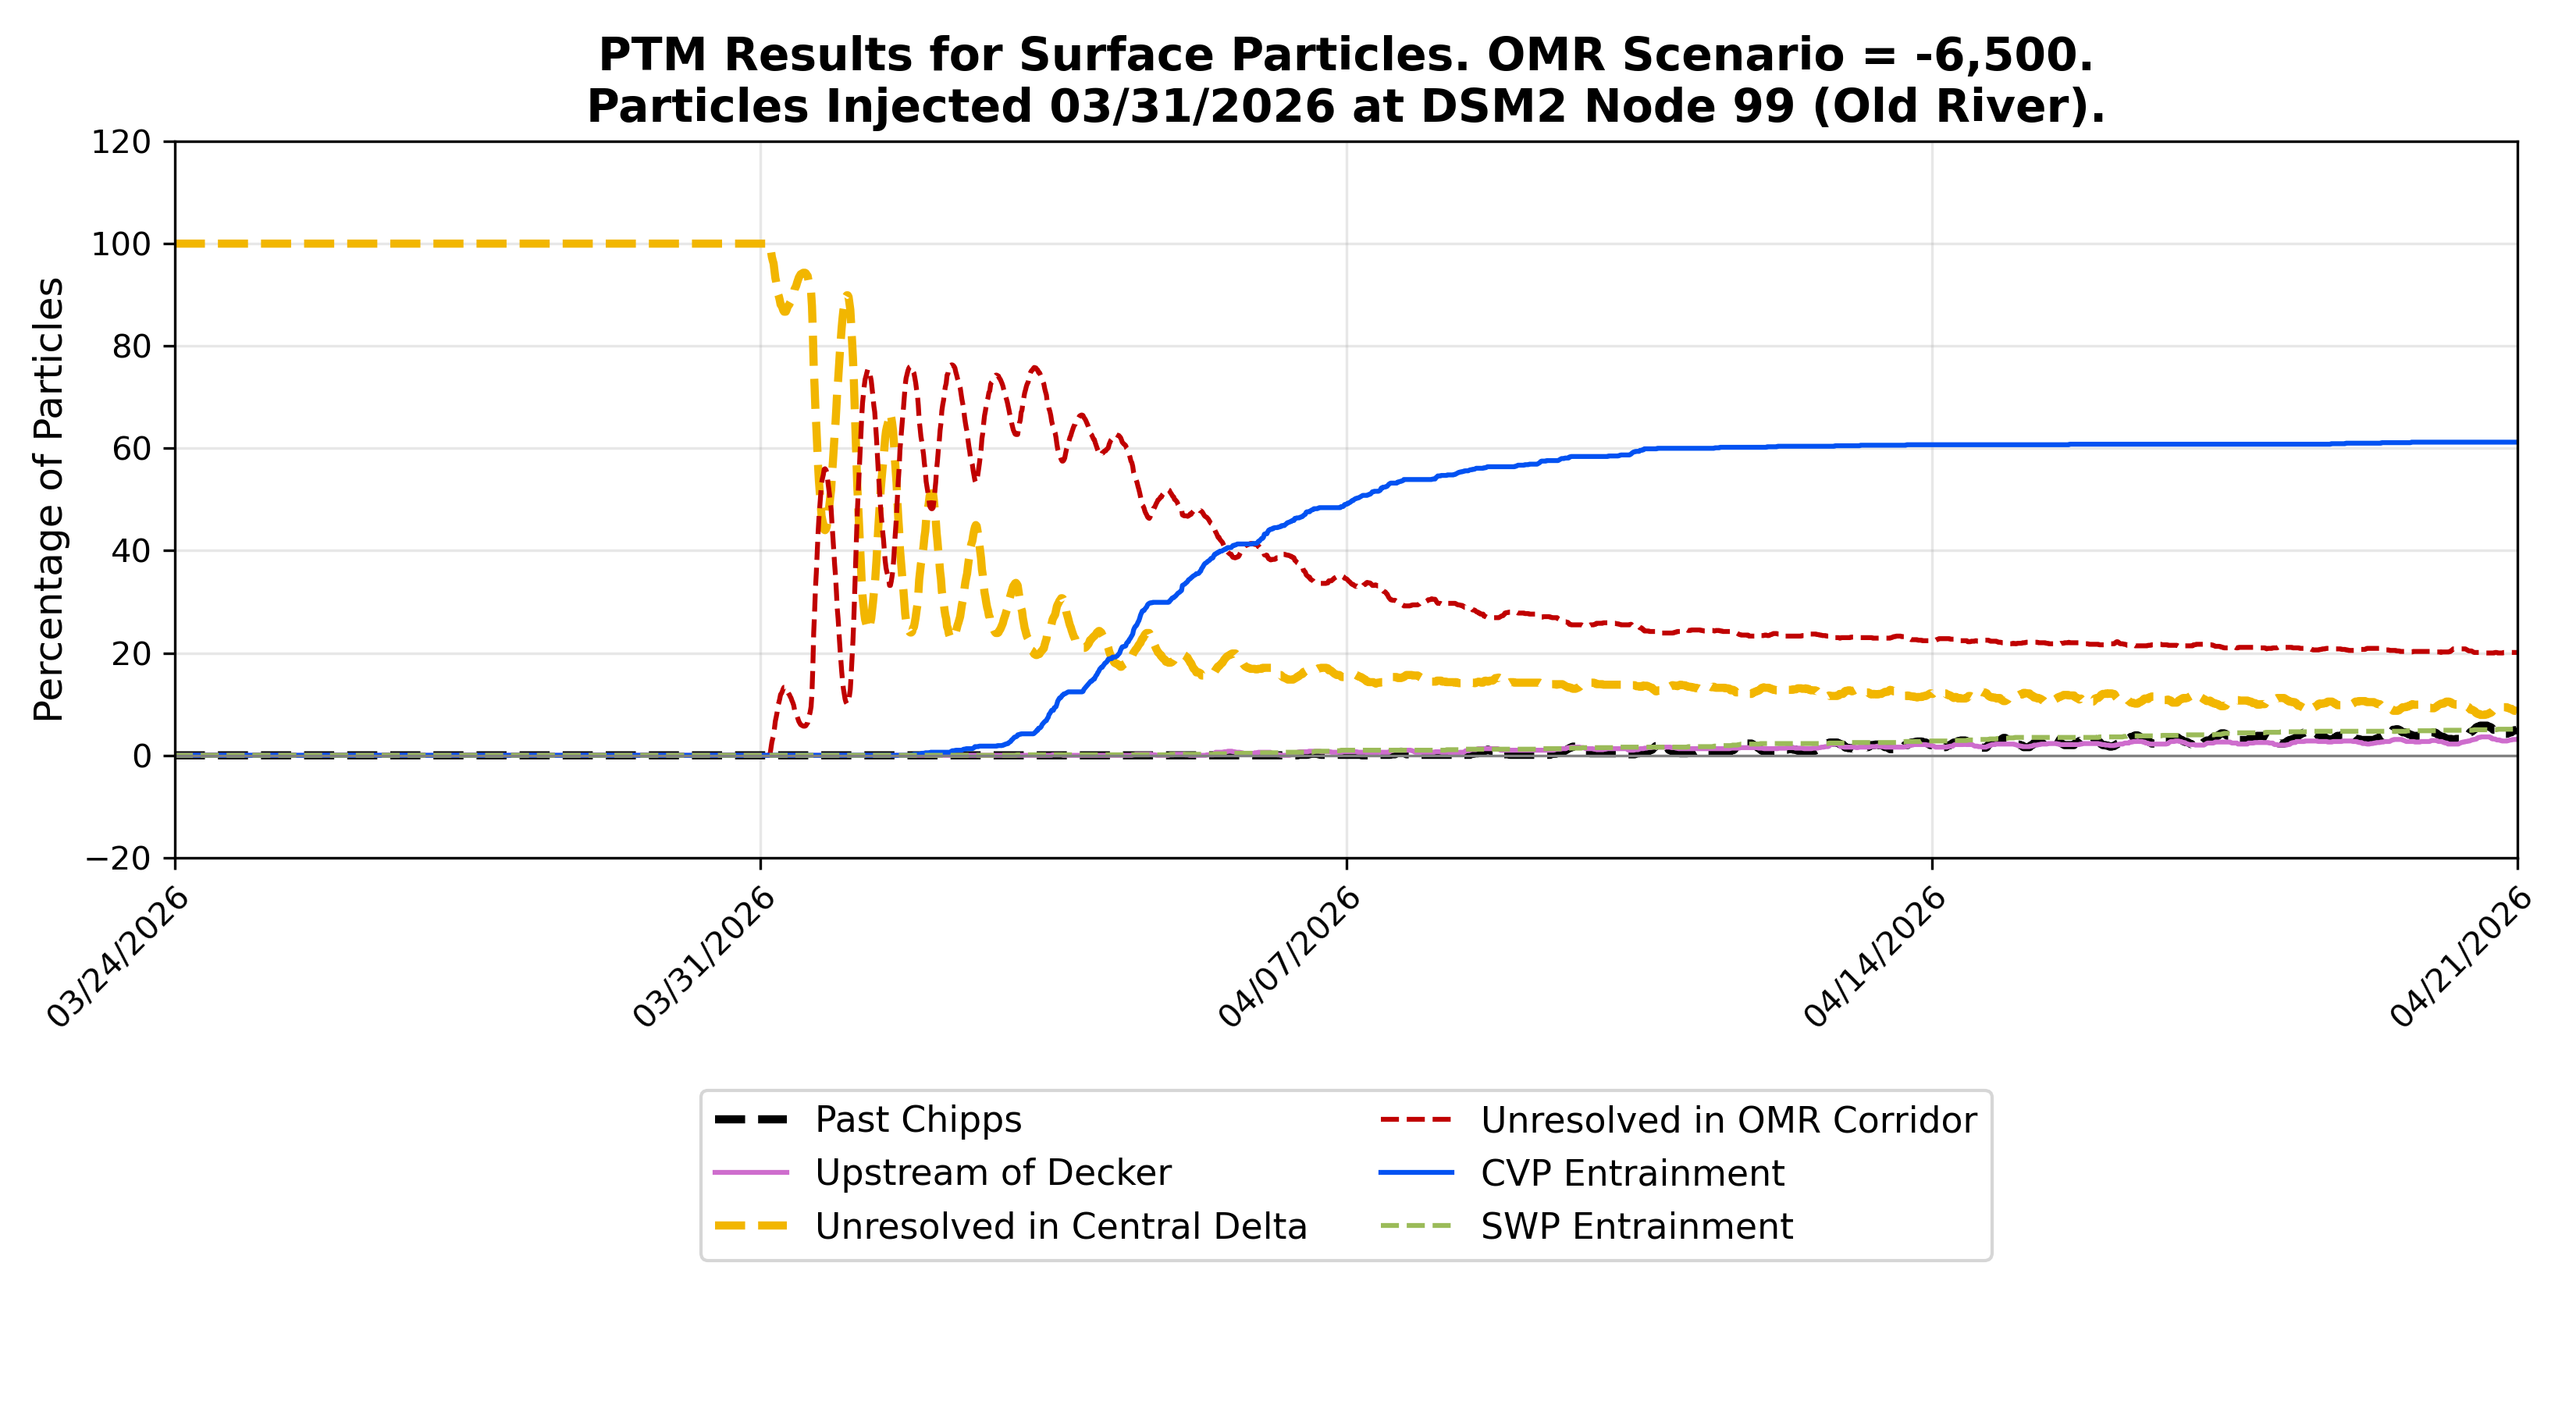 PTM Results for Surface Particles. OMR Scenario = -6,500.
Particles Injected 03/31/2026 at DSM2 Node 99 (Old River).
Percentage of Particles
120
100
80
60
40
20
0
−20
03/24/2026
03/31/2026
04/07/2026
04/14/2026
04/21/2026
Past Chipps
Upstream of Decker
Unresolved in Central Delta
Unresolved in OMR Corridor
CVP Entrainment
SWP Entrainment